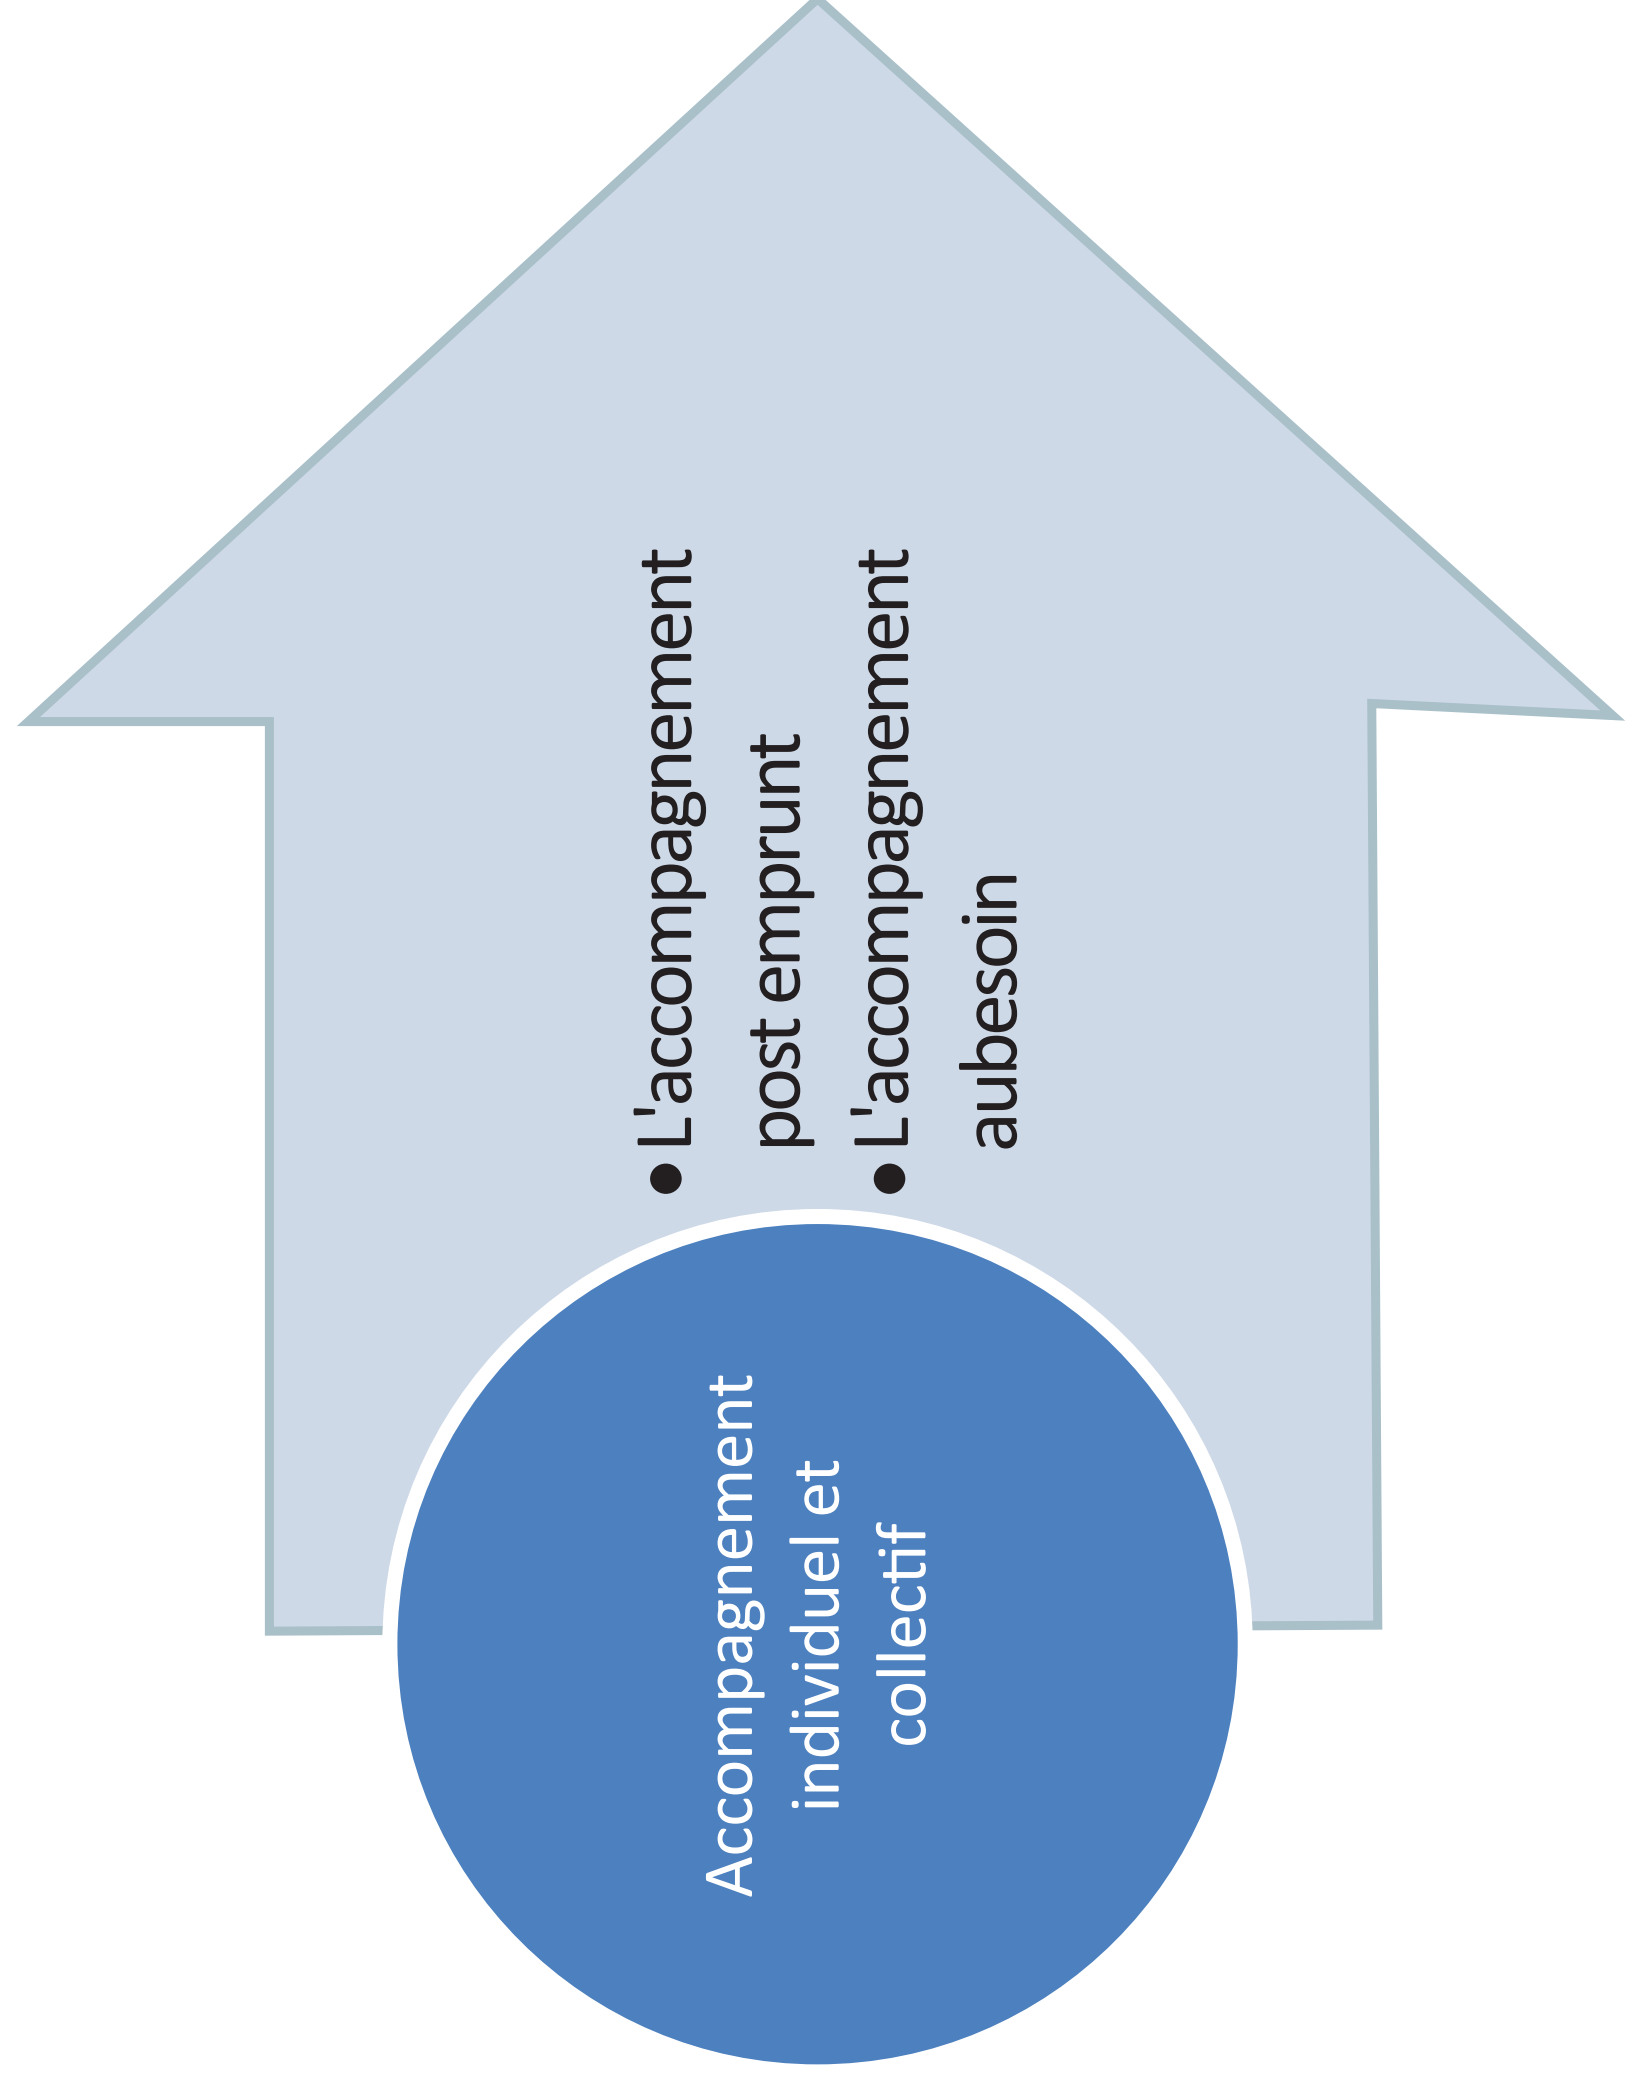 Accompagnement
individuel et
collectif
• L'accompagnement
post emprunt
• L'accompagnement
aubesoin